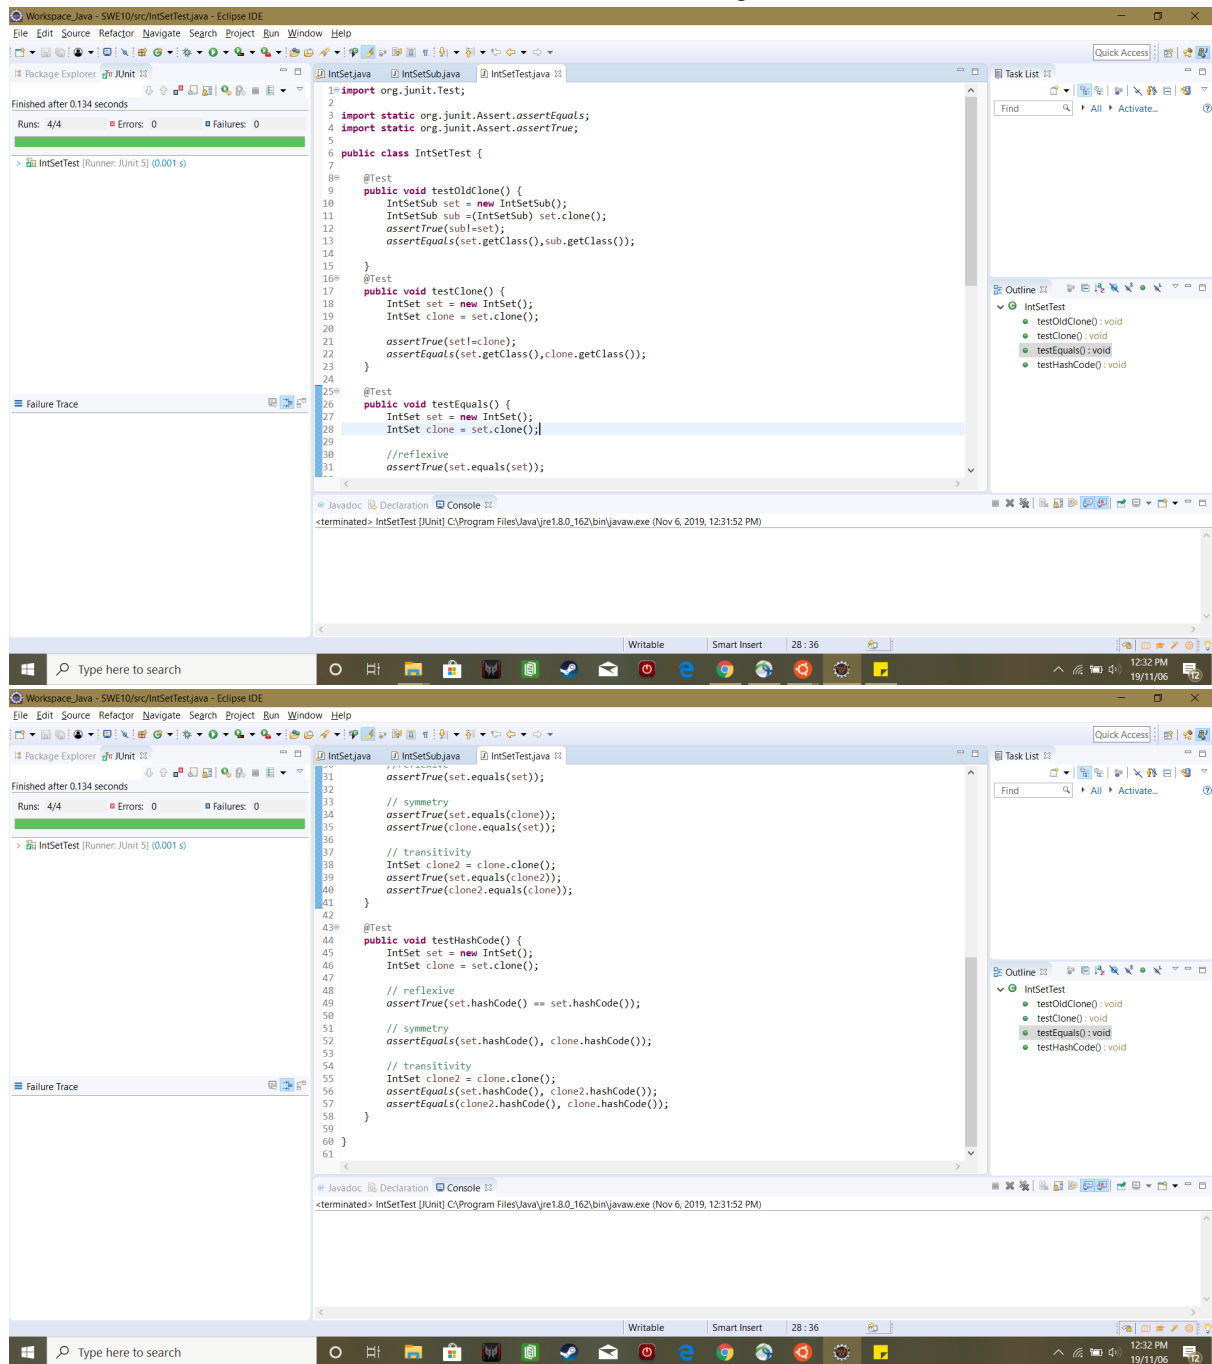 Workspace_Java - SWE10/src/IntSetTest.java - Eclipse IDE
File Edit Source Refactor Navigate Search Project Run Window Help
Quick Access
Package Explorer JUnit
IntSet.java IntSetSub.java IntSetTest.java
Task List
Finished after 0.134 seconds
Runs: 4/4 Errors: 0 Failures: 0
IntSetTest [Runner: JUnit 5] (0.001 s)
Find All Activate...
1 import org.junit.Test;
2
3 import static org.junit.Assert.assertEquals;
4 import static org.junit.Assert.assertTrue;
5
6 public class IntSetTest {
7
8 @Test
9 public void testOldClone() {
10 IntSetSub set = new IntSetSub();
11 IntSetSub sub =(IntSetSub) set.clone();
12 assertTrue(sub!=set);
13 assertEquals(set.getClass(),sub.getClass());
14
15 }
16 @Test
17 public void testClone() {
18 IntSet set = new IntSet();
19 IntSet clone = set.clone();
20
21 assertTrue(set!=clone);
22 assertEquals(set.getClass(),clone.getClass());
23 }
24
25 @Test
26 public void testEquals() {
27 IntSet set = new IntSet();
28 IntSet clone = set.clone();
29
30 //reflexive
31 assertTrue(set.equals(set));
Outline
IntSetTest
testOldClone() : void
testClone() : void
testEquals() : void
testHashCode() : void
Failure Trace
Javadoc Declaration Console
<terminated> IntSetTest [JUnit] C:\Program Files\Java\jre1.8.0_162\bin\javaw.exe (Nov 6, 2019, 12:31:52 PM)
Writable Smart Insert 28 : 36
Type here to search
12:32 PM
19/11/06
12
Workspace_Java - SWE10/src/IntSetTest.java - Eclipse IDE
File Edit Source Refactor Navigate Search Project Run Window Help
Quick Access
Package Explorer JUnit
IntSet.java IntSetSub.java IntSetTest.java
Task List
Finished after 0.134 seconds
Runs: 4/4 Errors: 0 Failures: 0
IntSetTest [Runner: JUnit 5] (0.001 s)
Find All Activate...
31 assertTrue(set.equals(set));
32
33 // symmetry
34 assertTrue(set.equals(clone));
35 assertTrue(clone.equals(set));
36
37 // transitivity
38 IntSet clone2 = clone.clone();
39 assertTrue(set.equals(clone2));
40 assertTrue(clone2.equals(clone));
41 }
42
43 @Test
44 public void testHashCode() {
45 IntSet set = new IntSet();
46 IntSet clone = set.clone();
47
48 // reflexive
49 assertTrue(set.hashCode() == set.hashCode());
50
51 // symmetry
52 assertEquals(set.hashCode(), clone.hashCode());
53
54 // transitivity
55 IntSet clone2 = clone.clone();
56 assertEquals(set.hashCode(), clone2.hashCode());
57 assertEquals(clone2.hashCode(), clone.hashCode());
58 }
59
60 }
61
Outline
IntSetTest
testOldClone() : void
testClone() : void
testEquals() : void
testHashCode() : void
Failure Trace
Javadoc Declaration Console
<terminated> IntSetTest [JUnit] C:\Program Files\Java\jre1.8.0_162\bin\javaw.exe (Nov 6, 2019, 12:31:52 PM)
Writable Smart Insert 28 : 36
Type here to search
12:32 PM
19/11/06
12